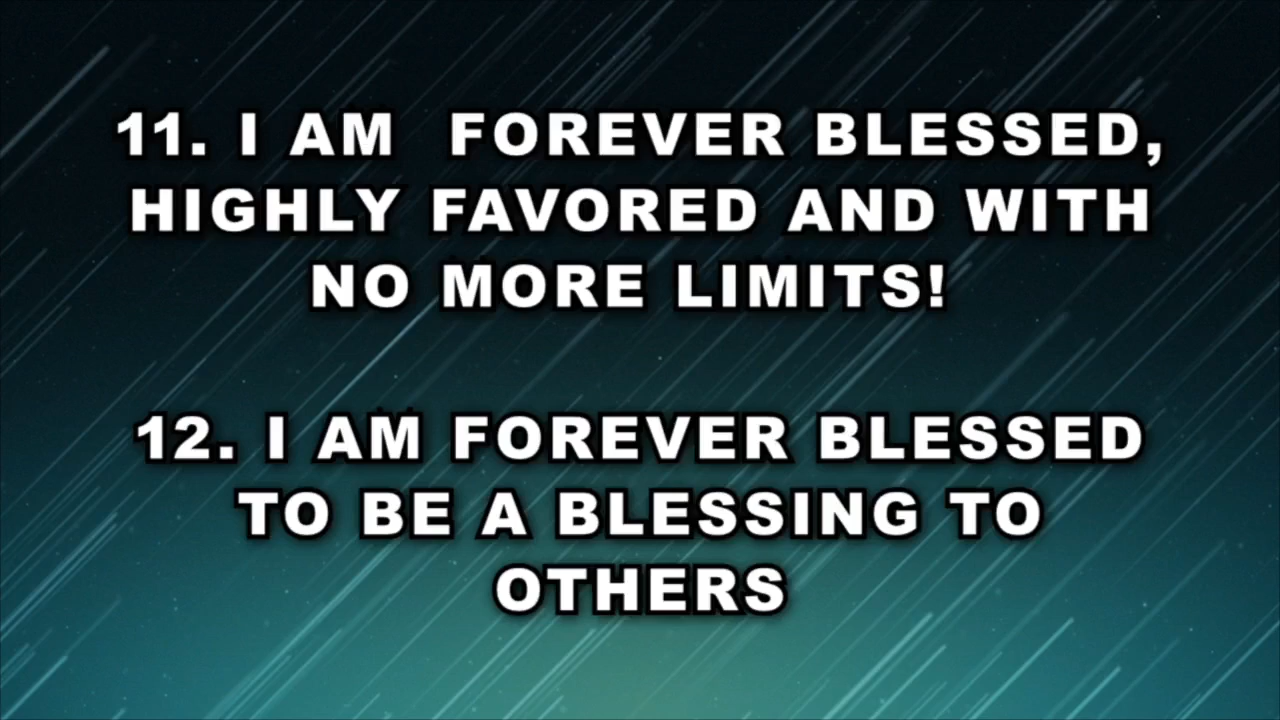 11. I AM  FOREVER BLESSED,
HIGHLY FAVORED AND WITH
NO MORE LIMITS!
12. I AM FOREVER BLESSED
TO BE A BLESSING TO
OTHERS